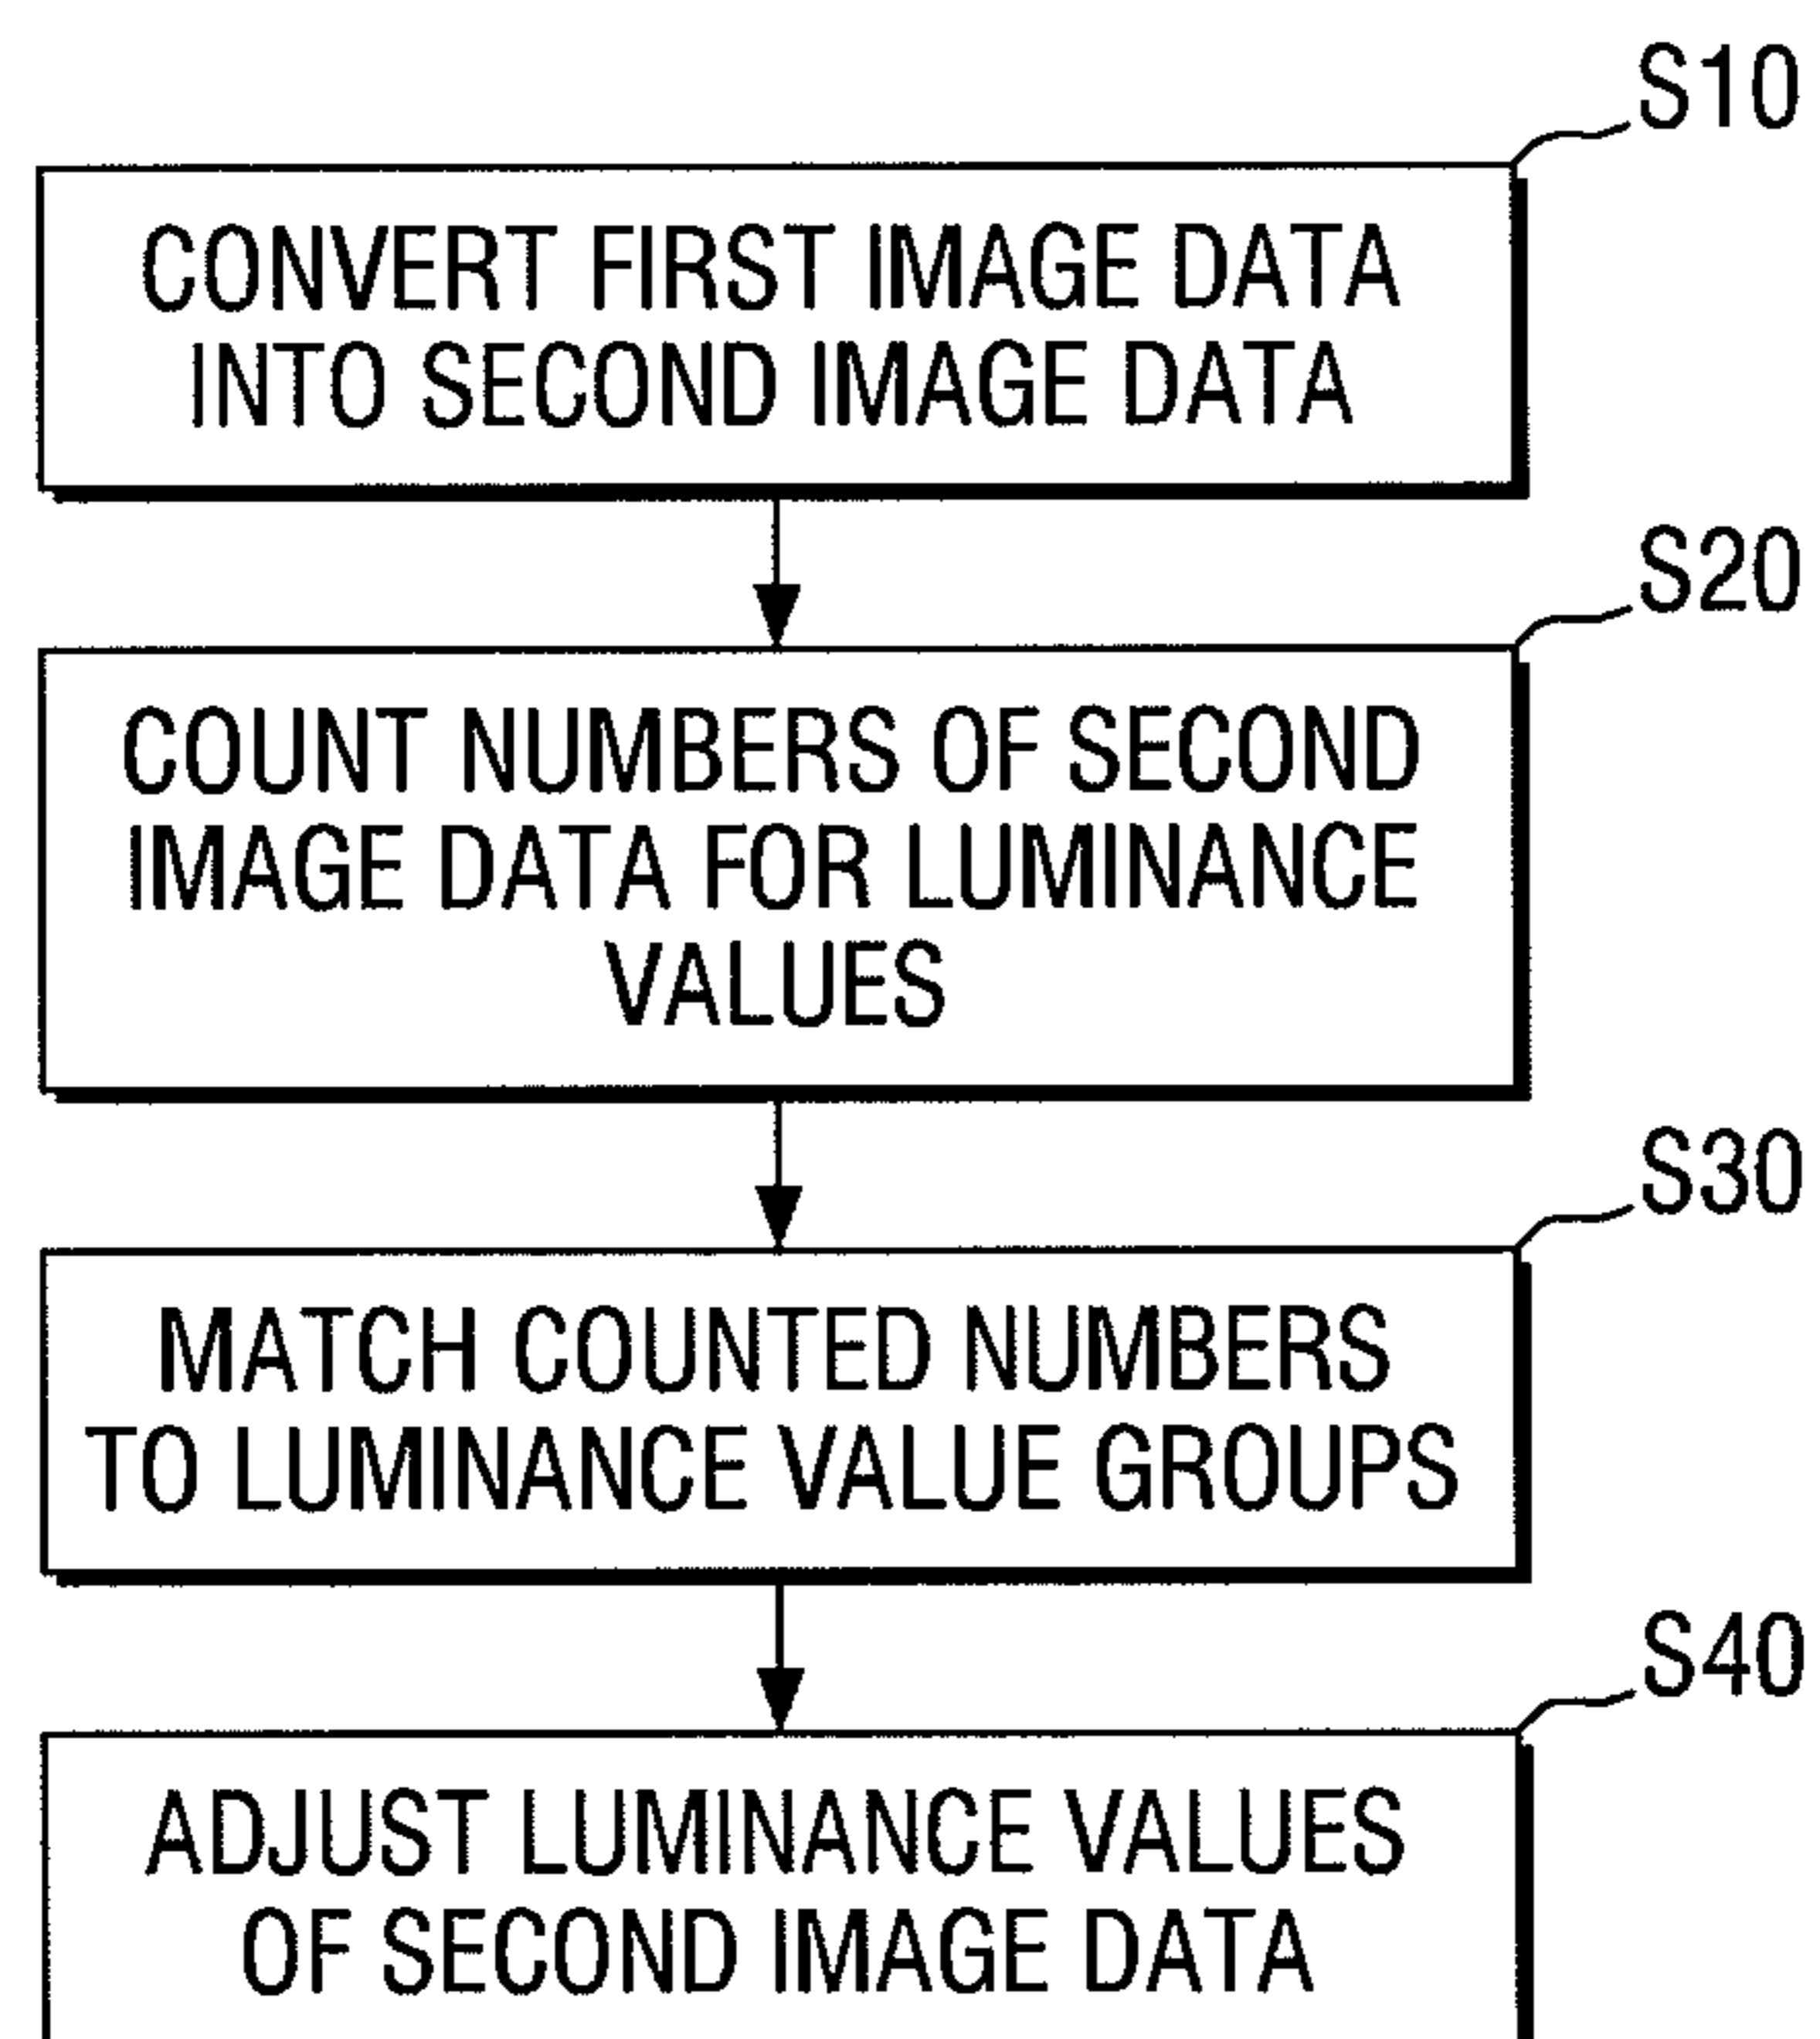 S10
CONVERT FIRST IMAGE DATA
INTO SECOND IMAGE DATA
S20
COUNT NUMBERS OF SECOND
IMAGE DATA FOR LUMINANCE
VALUES
S30
MATCH COUNTED NUMBERS
TO LUMINANCE VALUE GROUPS
S40
ADJUST LUMINANCE VALUES
OF SECOND IMAGE DATA